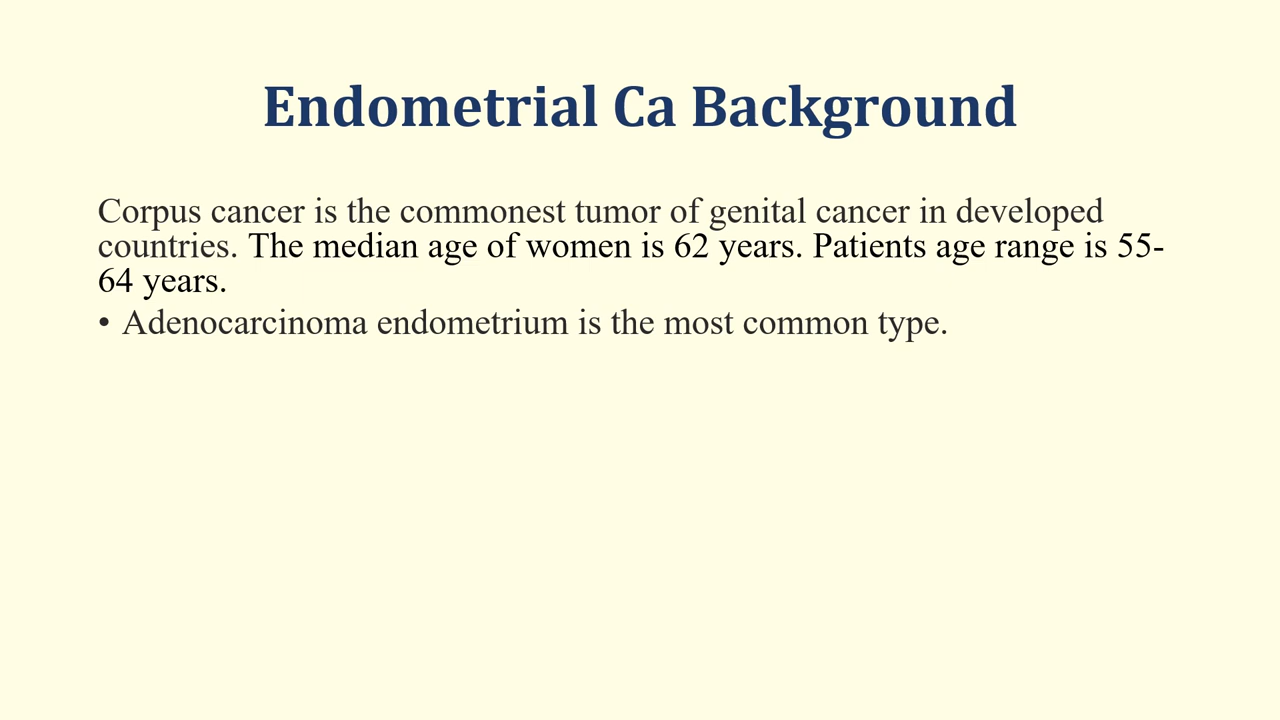 Endometrial Ca Background
Corpus cancer is the commonest tumor of genital cancer in developed
countries. The median age of women is 62 years. Patients age range is 55-
64 years.
• Adenocarcinoma endometrium is the most common type.